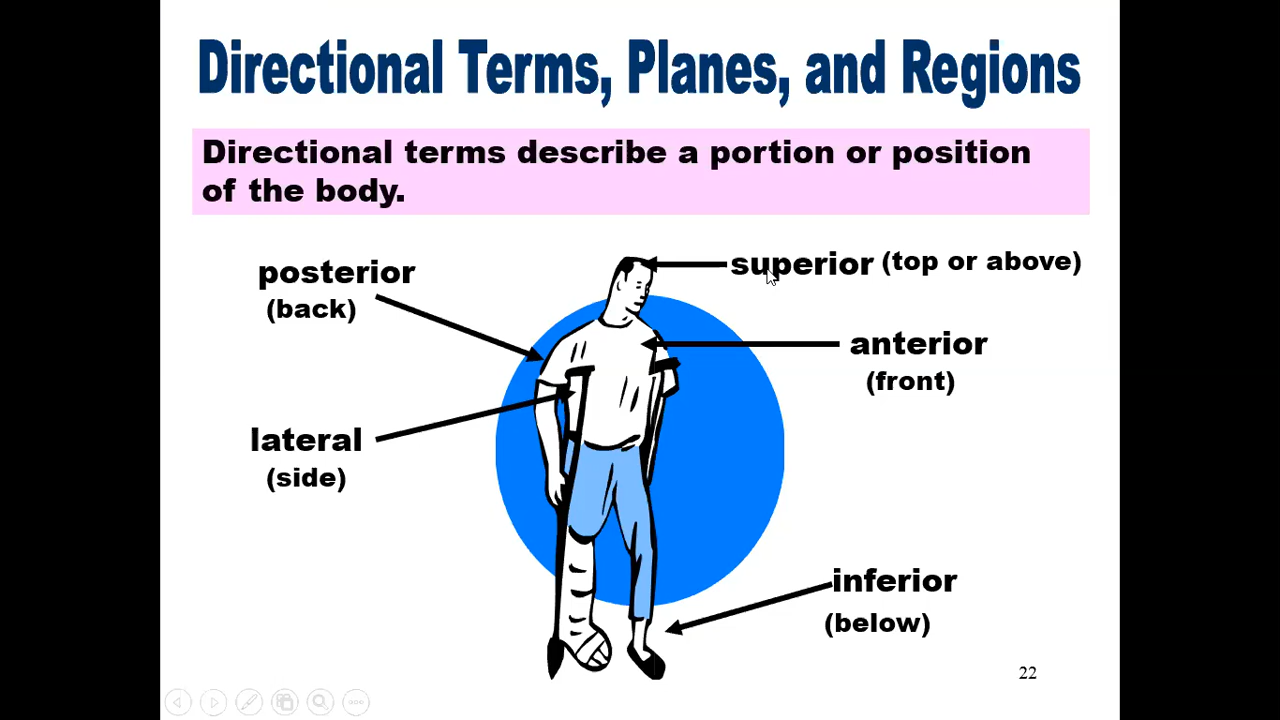 Directional Terms, Planes, and Regions
Directional terms describe a portion or position
of the body.
posterior
(back)
superior (top or above)
anterior
(front)
lateral
(side)
inferior
(below)
22